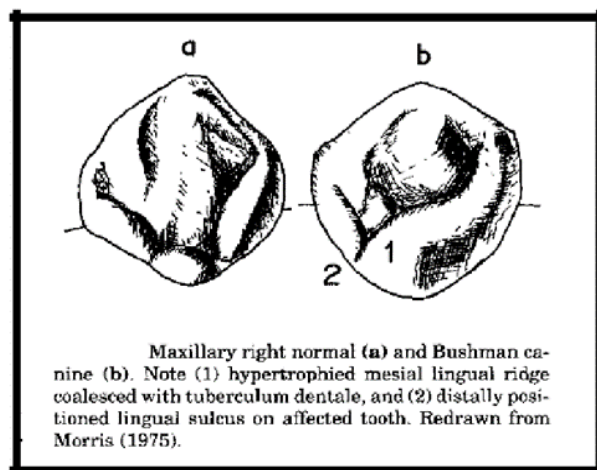 a b
1
2
Maxillary right normal (a) and Bushman ca-
nine (b). Note (1) hypertrophied mesial lingual ridge
coalesced with tuberculum dentale, and (2) distally posi-
tioned lingual sulcus on affected tooth. Redrawn from
Morris (1975).